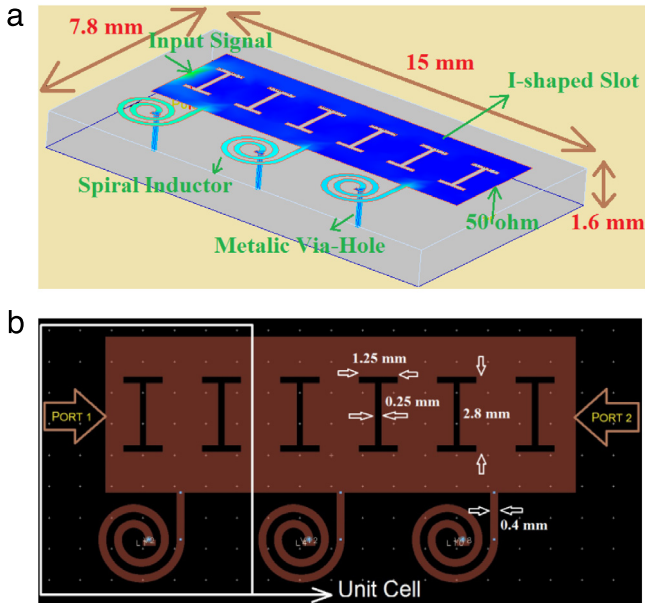 a
7.8 mm
Input Signal
15 mm
I-shaped Slot
Spiral Inductor
Metalic Via-Hole
50 ohm
1.6 mm
b
1.25 mm
PORT 1
0.25 mm
2.8 mm
PORT 2
0.4 mm
Unit Cell